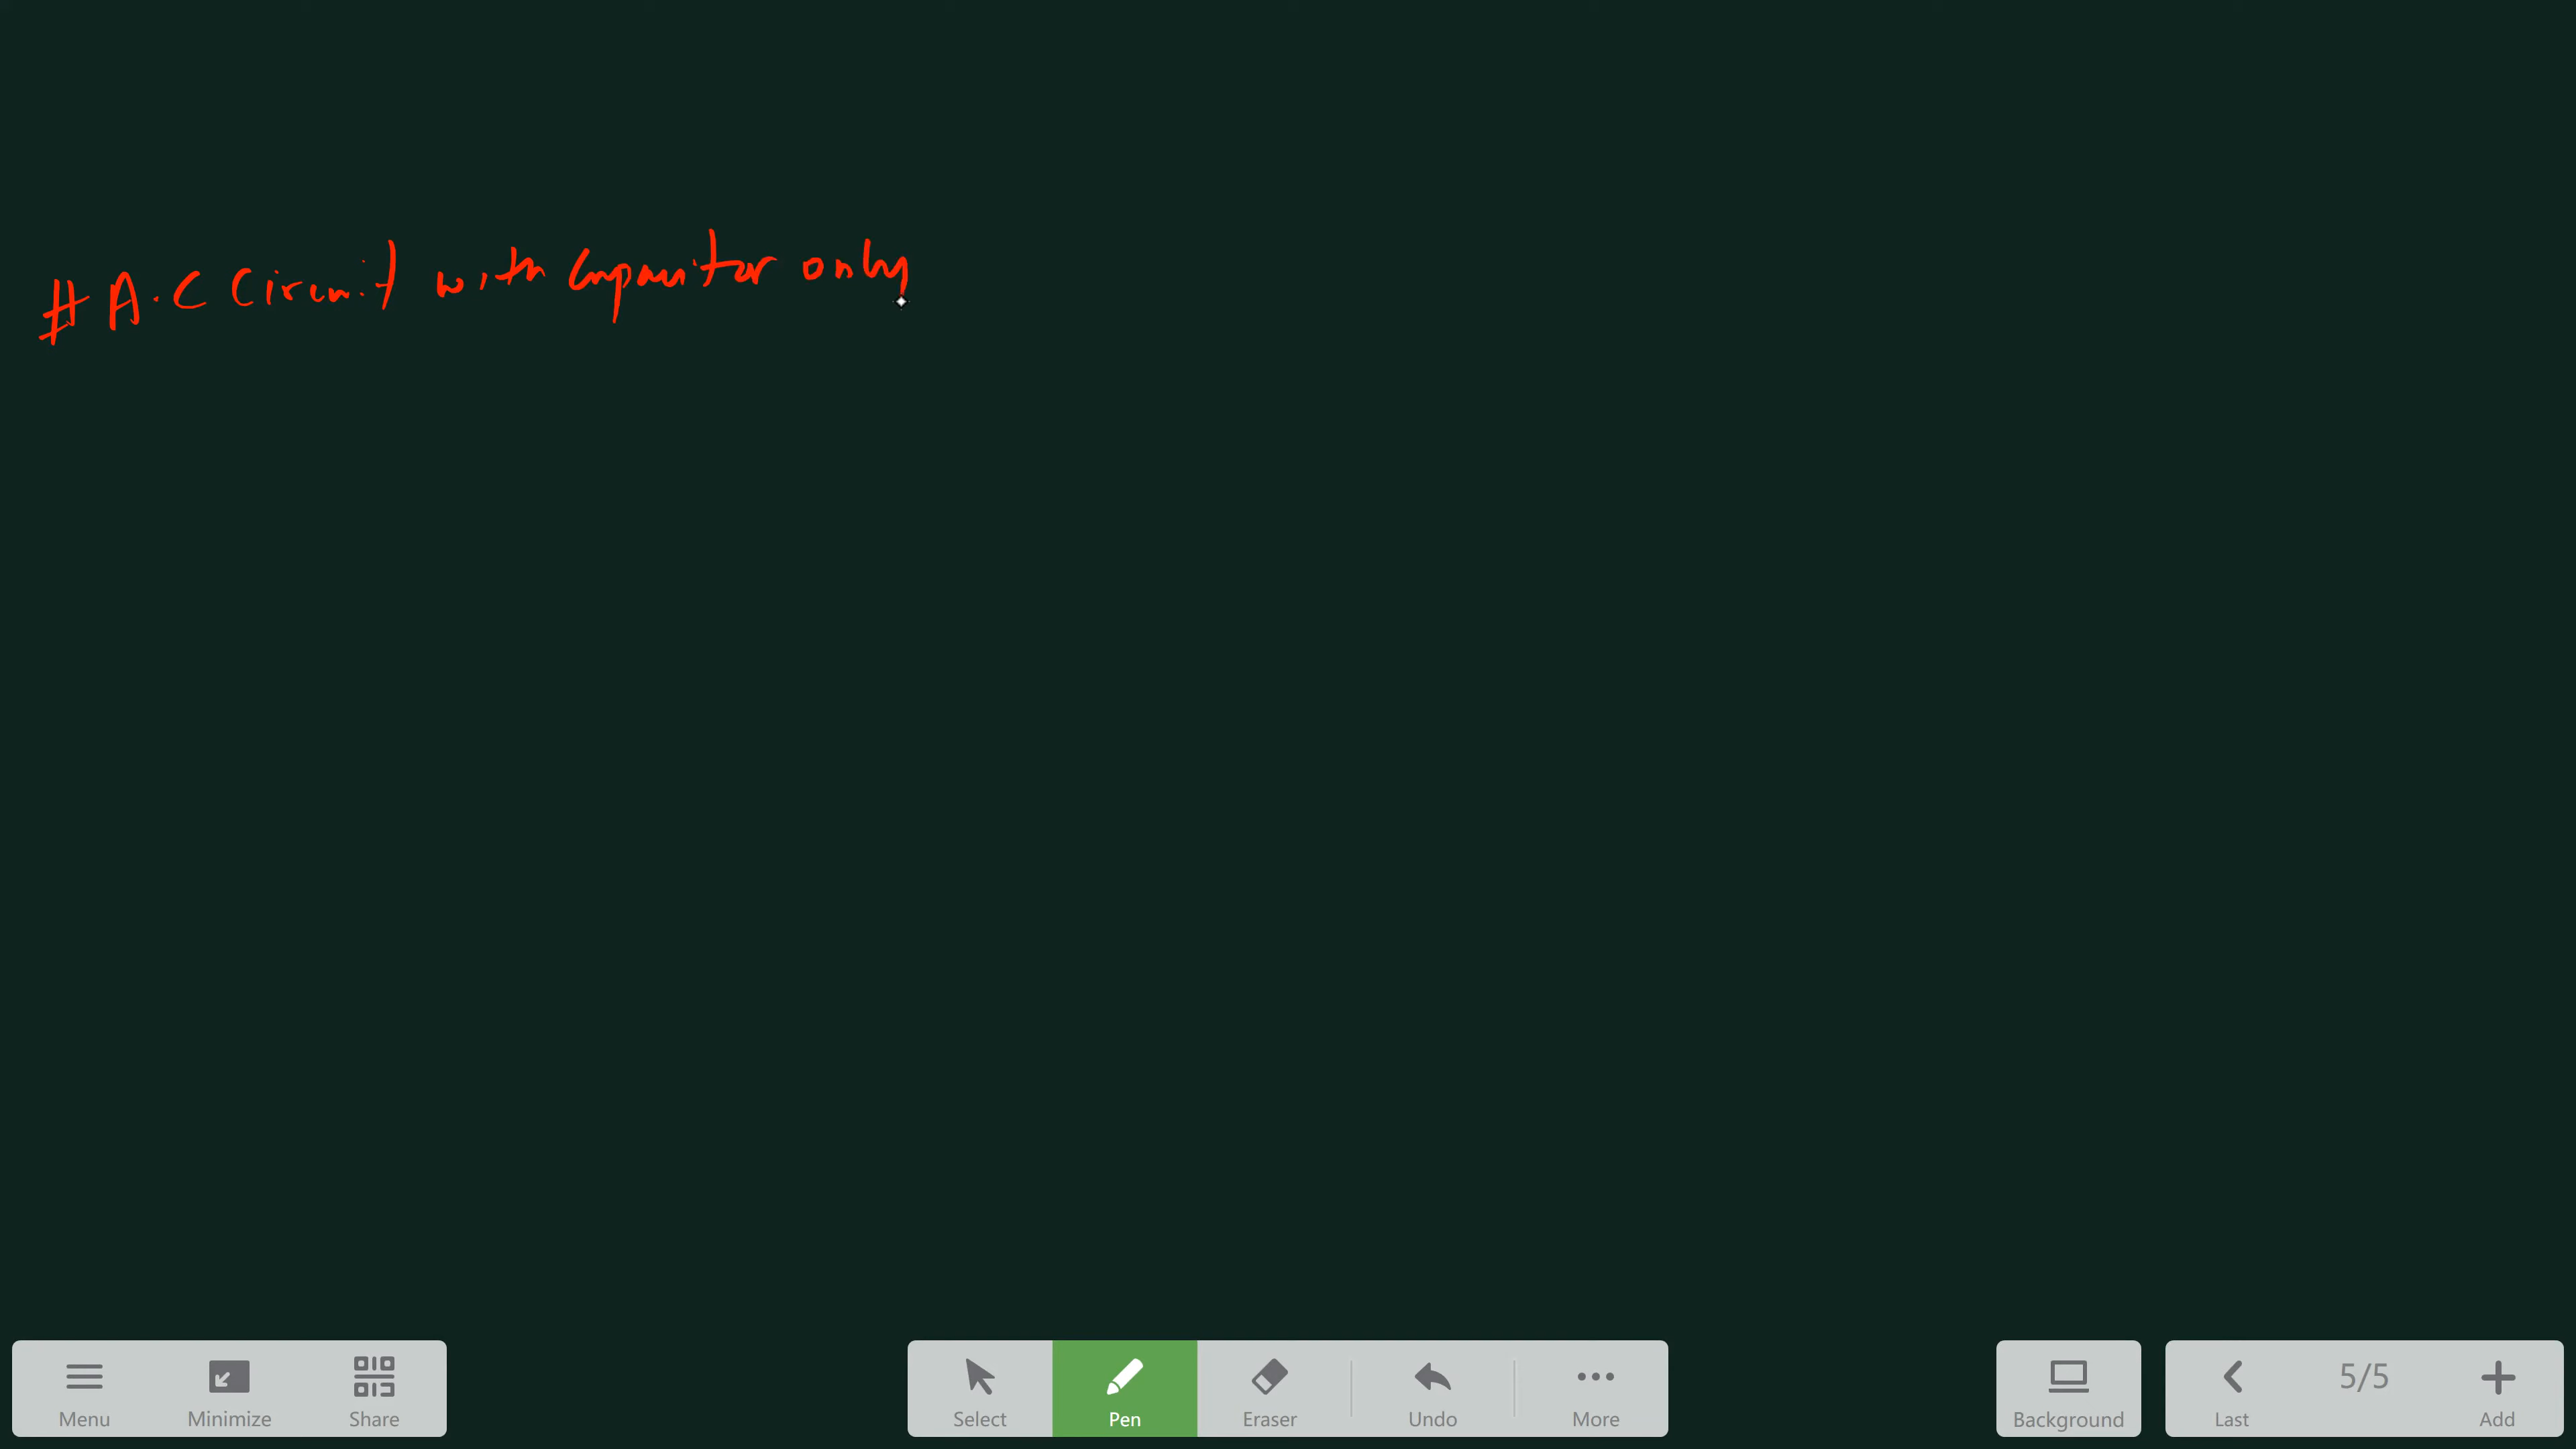 # A.C Circuit with Capacitor only
Menu
Minimize
Share
Select
Pen
Eraser
Undo
More
Background
Last
5/5
Add